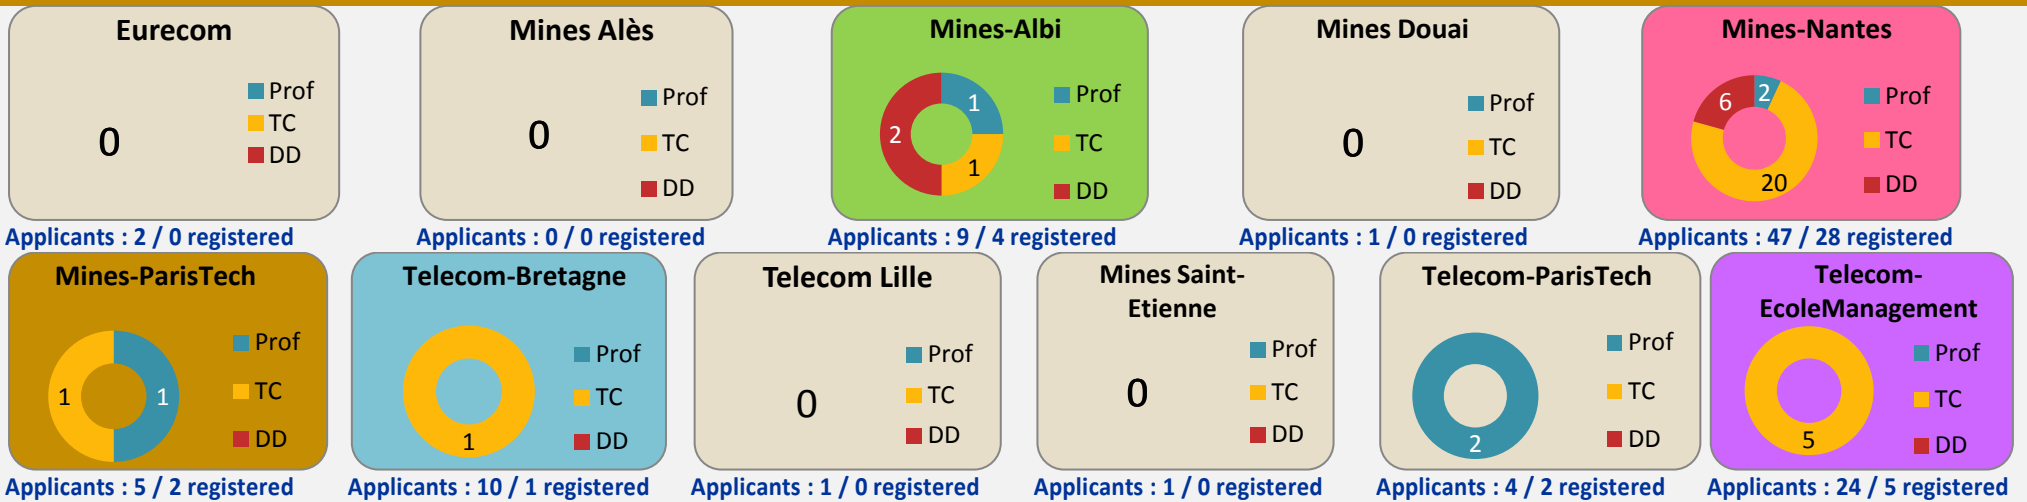 Eurecom
0
Prof
TC
DD
Applicants : 2 / 0 registered
Mines Alès
0
Prof
TC
DD
Applicants : 0 / 0 registered
Mines-Albi
1
2
1
Prof
TC
DD
Applicants : 9 / 4 registered
Mines Douai
0
Prof
TC
DD
Applicants : 1 / 0 registered
Mines-Nantes
6
2
20
Prof
TC
DD
Applicants : 47 / 28 registered
Mines-ParisTech
1
1
Prof
TC
DD
Applicants : 5 / 2 registered
Telecom-Bretagne
1
Prof
TC
DD
Applicants : 10 / 1 registered
Telecom Lille
0
Prof
TC
DD
Applicants : 1 / 0 registered
Mines Saint-
Etienne
0
Prof
TC
DD
Applicants : 1 / 0 registered
Telecom-ParisTech
2
Prof
TC
DD
Applicants : 4 / 2 registered
Telecom-
EcoleManagement
5
Prof
TC
DD
Applicants : 24 / 5 registered